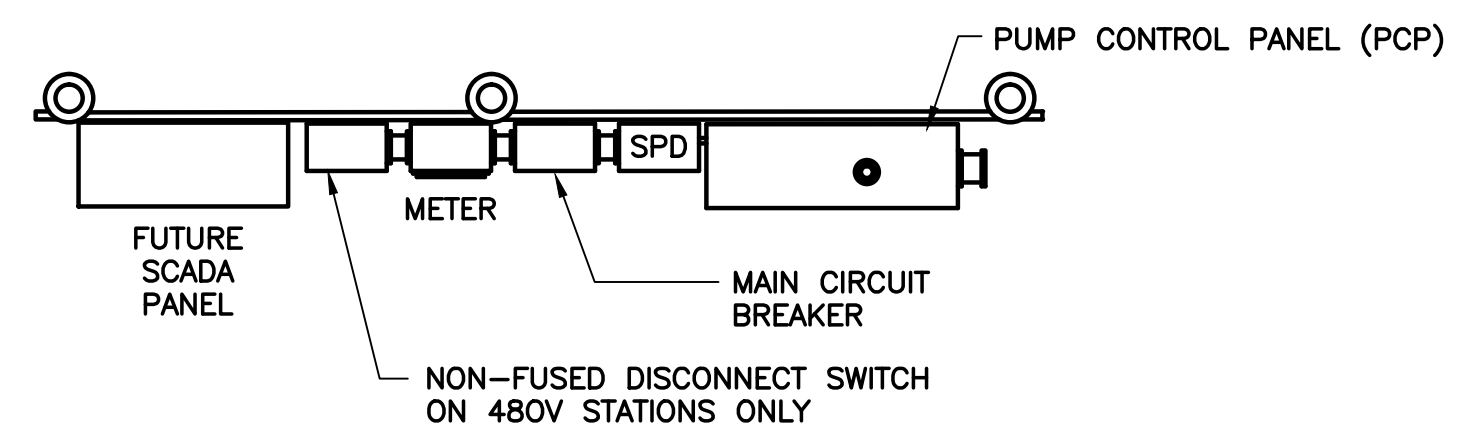 PUMP CONTROL PANEL (PCP)
SPD
METER
FUTURE
SCADA
PANEL
MAIN CIRCUIT
BREAKER
NON-FUSED DISCONNECT SWITCH
ON 480V STATIONS ONLY